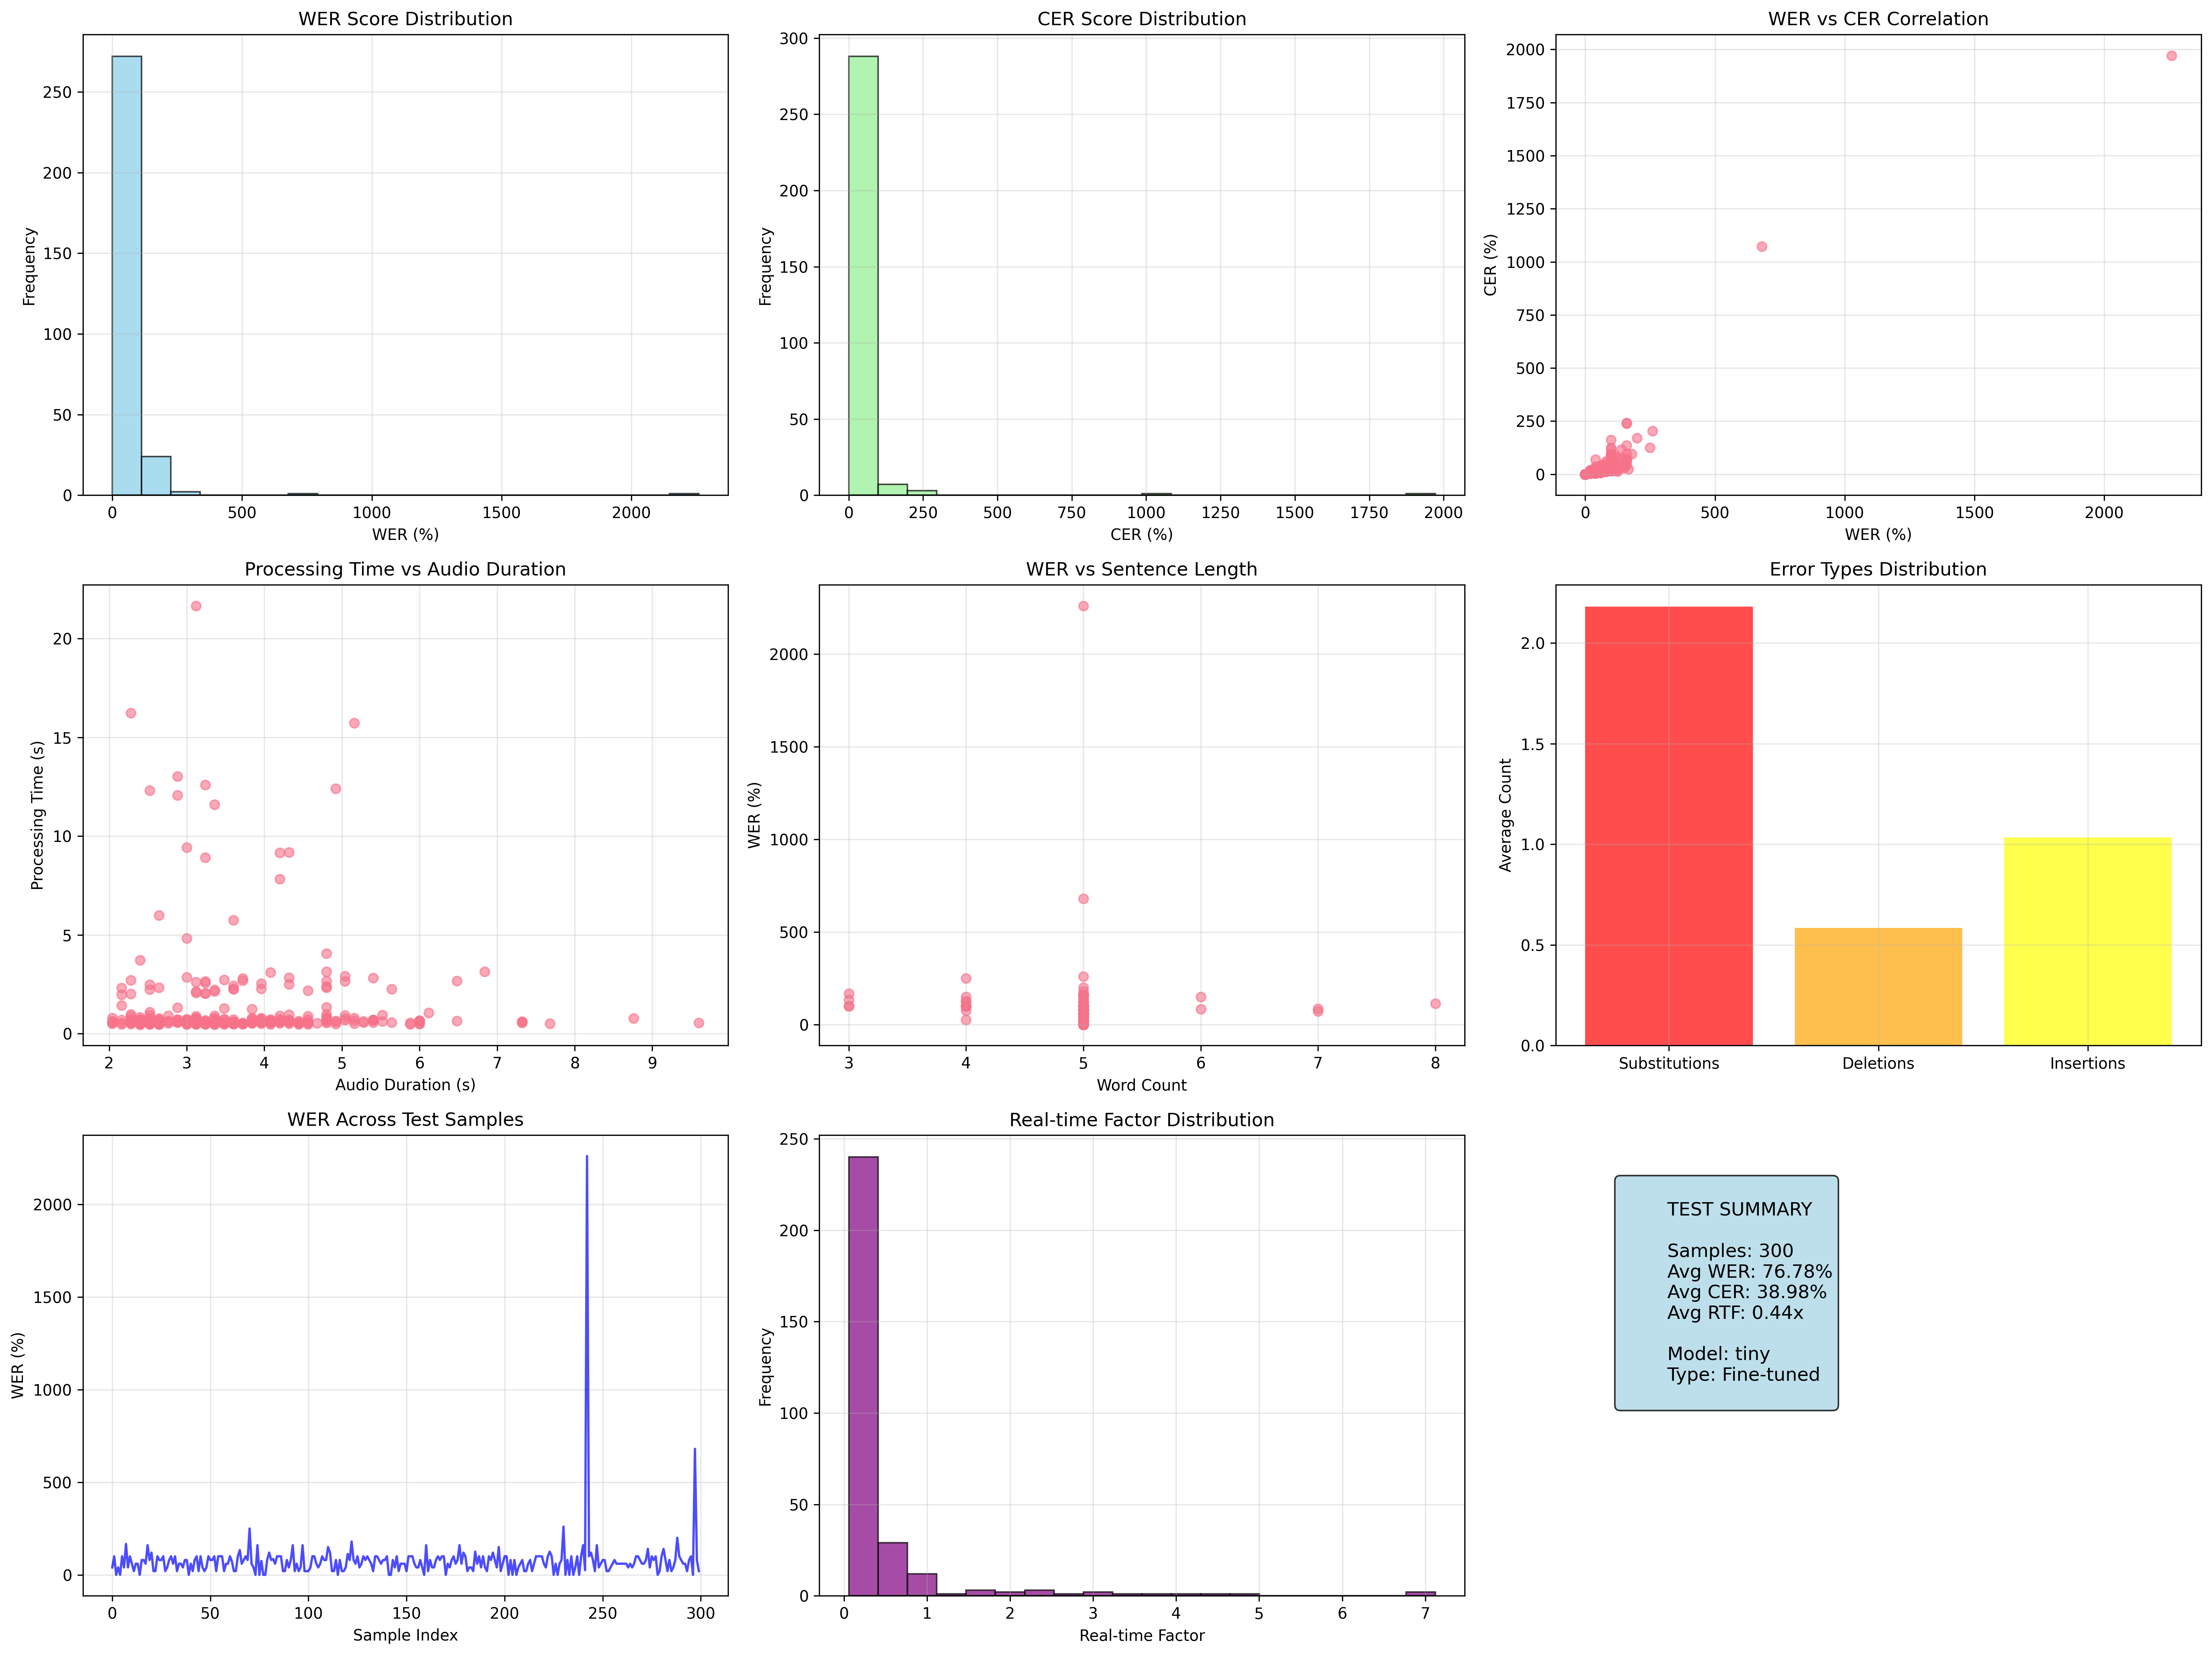 WER Score Distribution
Frequency
250
200
150
100
50
0
0 500 1000 1500 2000
WER (%)
CER Score Distribution
Frequency
300
250
200
150
100
50
0
0 250 500 750 1000 1250 1500 1750 2000
CER (%)
WER vs CER Correlation
CER (%)
2000
1750
1500
1250
1000
750
500
250
0
0 500 1000 1500 2000
WER (%)
Processing Time vs Audio Duration
Processing Time (s)
20
15
10
5
0
2 3 4 5 6 7 8 9
Audio Duration (s)
WER vs Sentence Length
WER (%)
2000
1500
1000
500
0
3 4 5 6 7 8
Word Count
Error Types Distribution
Average Count
2.0
1.5
1.0
0.5
0.0
Substitutions Deletions Insertions
WER Across Test Samples
WER (%)
2000
1500
1000
500
0
0 50 100 150 200 250 300
Sample Index
Real-time Factor Distribution
Frequency
250
200
150
100
50
0
0 1 2 3 4 5 6 7
Real-time Factor
TEST SUMMARY
Samples: 300
Avg WER: 76.78%
Avg CER: 38.98%
Avg RTF: 0.44x
Model: tiny
Type: Fine-tuned